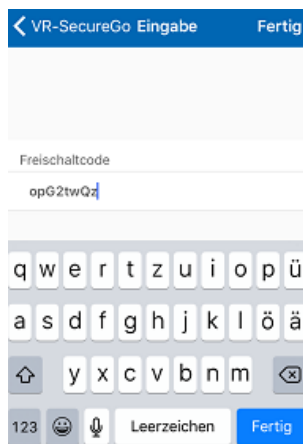 VR-SecureGo Eingabe Fertig
Freischaltcode
opG2twQz
q w e r t z u i o p ü
a s d f g h j k l ö ä
y x c v b n m
123 Leerzeichen Fertig